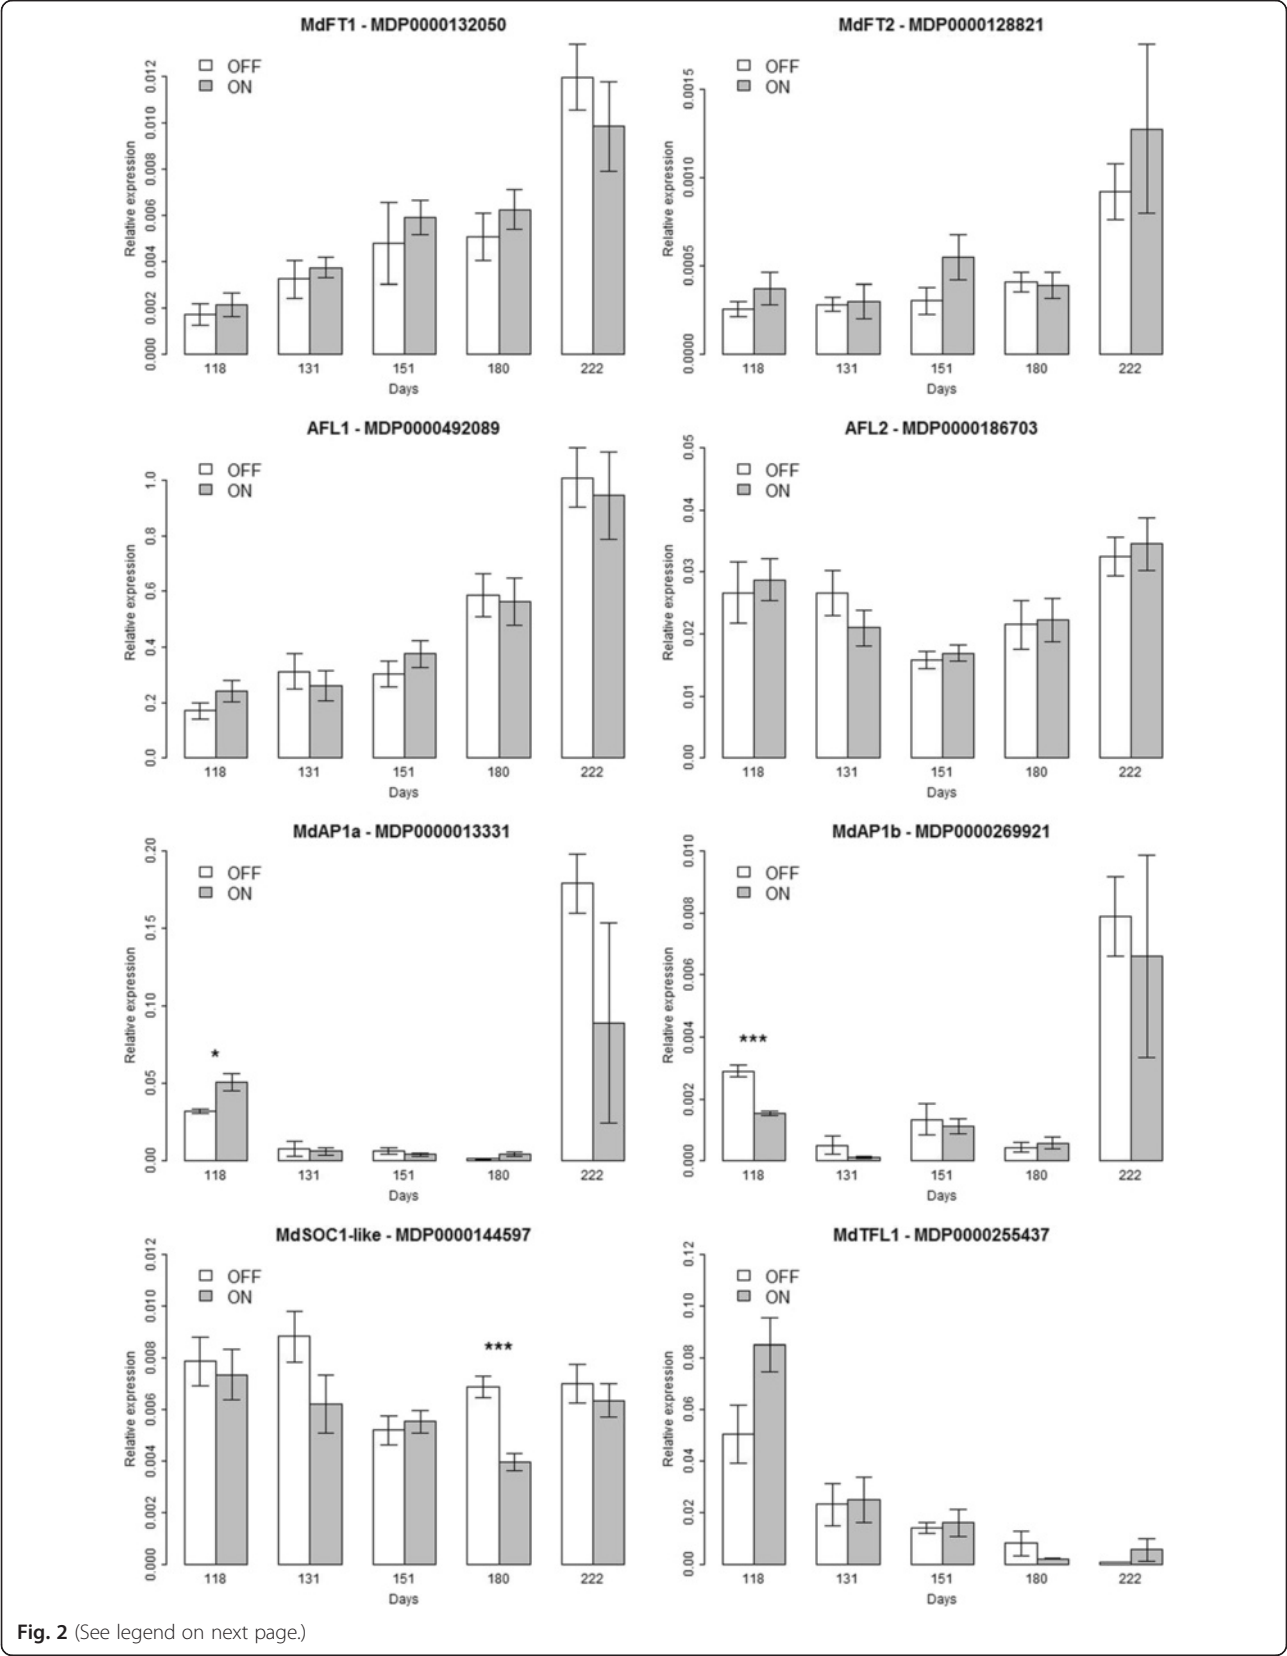 MdFT1 - MDP0000132050
OFF
ON
Relative expression
0.000 0.002 0.004 0.006 0.008 0.010 0.012
118 131 151 180 222
Days
MdFT2 - MDP0000128821
OFF
ON
Relative expression
0.0000 0.0005 0.0010 0.0015
118 131 151 180 222
Days
AFL1 - MDP0000492089
OFF
ON
Relative expression
0.0 0.2 0.4 0.6 0.8 1.0
118 131 151 180 222
Days
AFL2 - MDP0000186703
OFF
ON
Relative expression
0.00 0.01 0.02 0.03 0.04 0.05
118 131 151 180 222
Days
MdAP1a - MDP0000013331
OFF
ON
Relative expression
0.00 0.05 0.10 0.15 0.20
*
118 131 151 180 222
Days
MdAP1b - MDP0000269921
OFF
ON
Relative expression
0.000 0.002 0.004 0.006 0.008 0.010
***
118 131 151 180 222
Days
MdSOC1-like - MDP0000144597
OFF
ON
Relative expression
0.000 0.002 0.004 0.006 0.008 0.010 0.012
***
118 131 151 180 222
Days
MdTFL1 - MDP0000255437
OFF
ON
Relative expression
0.00 0.02 0.04 0.06 0.08 0.10 0.12
118 131 151 180 222
Days
Fig. 2 (See legend on next page.)